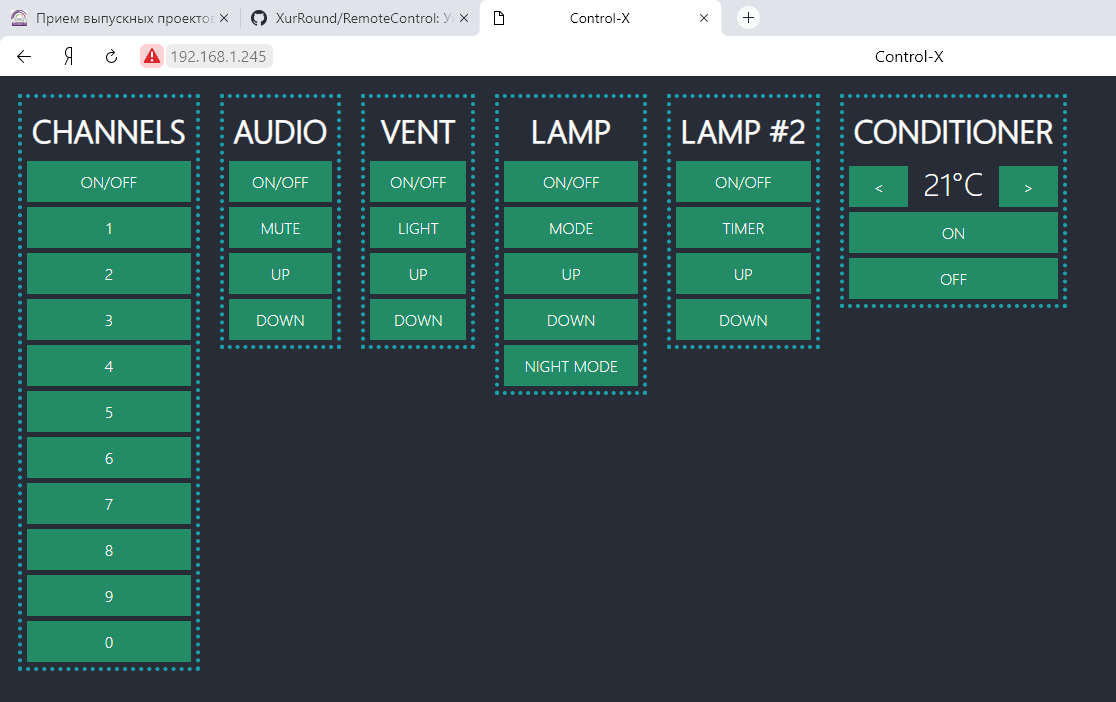 Прием выпускных проектов
XurRound/RemoteControl: У
Control-X
Я
192.168.1.245
Control-X
CHANNELS
ON/OFF
1
2
3
4
5
6
7
8
9
0
AUDIO
ON/OFF
MUTE
UP
DOWN
VENT
ON/OFF
LIGHT
UP
DOWN
LAMP
ON/OFF
MODE
UP
DOWN
NIGHT MODE
LAMP #2
ON/OFF
TIMER
UP
DOWN
CONDITIONER
<
21°C
>
ON
OFF